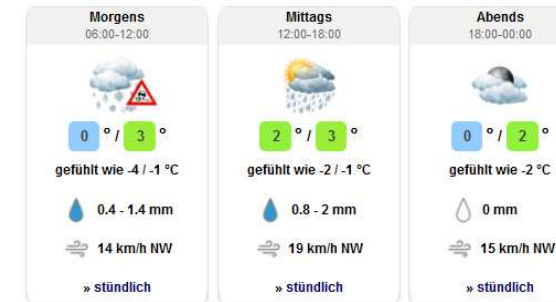 Morgens
06:00-12:00
0 ° / 3 °
gefühlt wie -4 / -1 °C
0.4 - 1.4 mm
14 km/h NW
» stündlich
Mittags
12:00-18:00
2 ° / 3 °
gefühlt wie -2 / -1 °C
0.8 - 2 mm
19 km/h NW
» stündlich
Abends
18:00-00:00
0 ° / 2 °
gefühlt wie -2 °C
0 mm
15 km/h NW
» stündlich